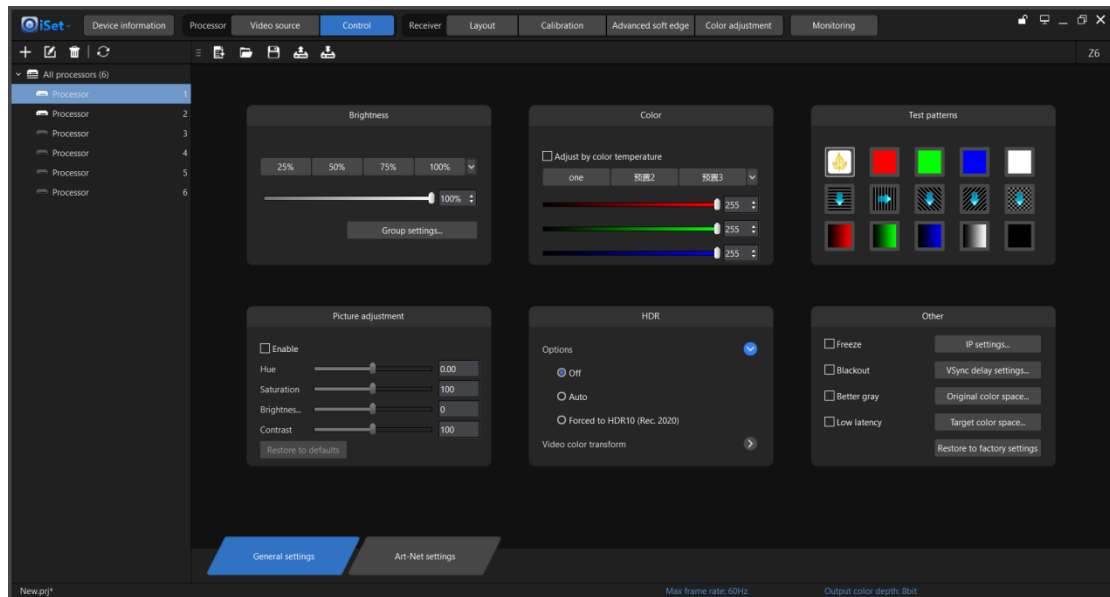 iSet
Device information
Processor
Video source
Control
Receiver
Layout
Calibration
Advanced soft edge
Color adjustment
Monitoring
Z6
All processors (6)
Processor 1
Processor 2
Processor 3
Processor 4
Processor 5
Processor 6
Brightness
25% 50% 75% 100%
100%
Group settings...
Color
Adjust by color temperature
one 预置2 预置3
255
255
255
Test patterns
Picture adjustment
Enable
Hue 0.00
Saturation 100
Brightnes... 0
Contrast 100
Restore to defaults
HDR
Options
Off
Auto
Forced to HDR10 (Rec. 2020)
Video color transform
Other
Freeze IP settings...
Blackout VSync delay settings...
Better gray Original color space...
Low latency Target color space...
Restore to factory settings
General settings
Art-Net settings
New.prj*
Max frame rate: 60Hz
Output color depth: 8bit